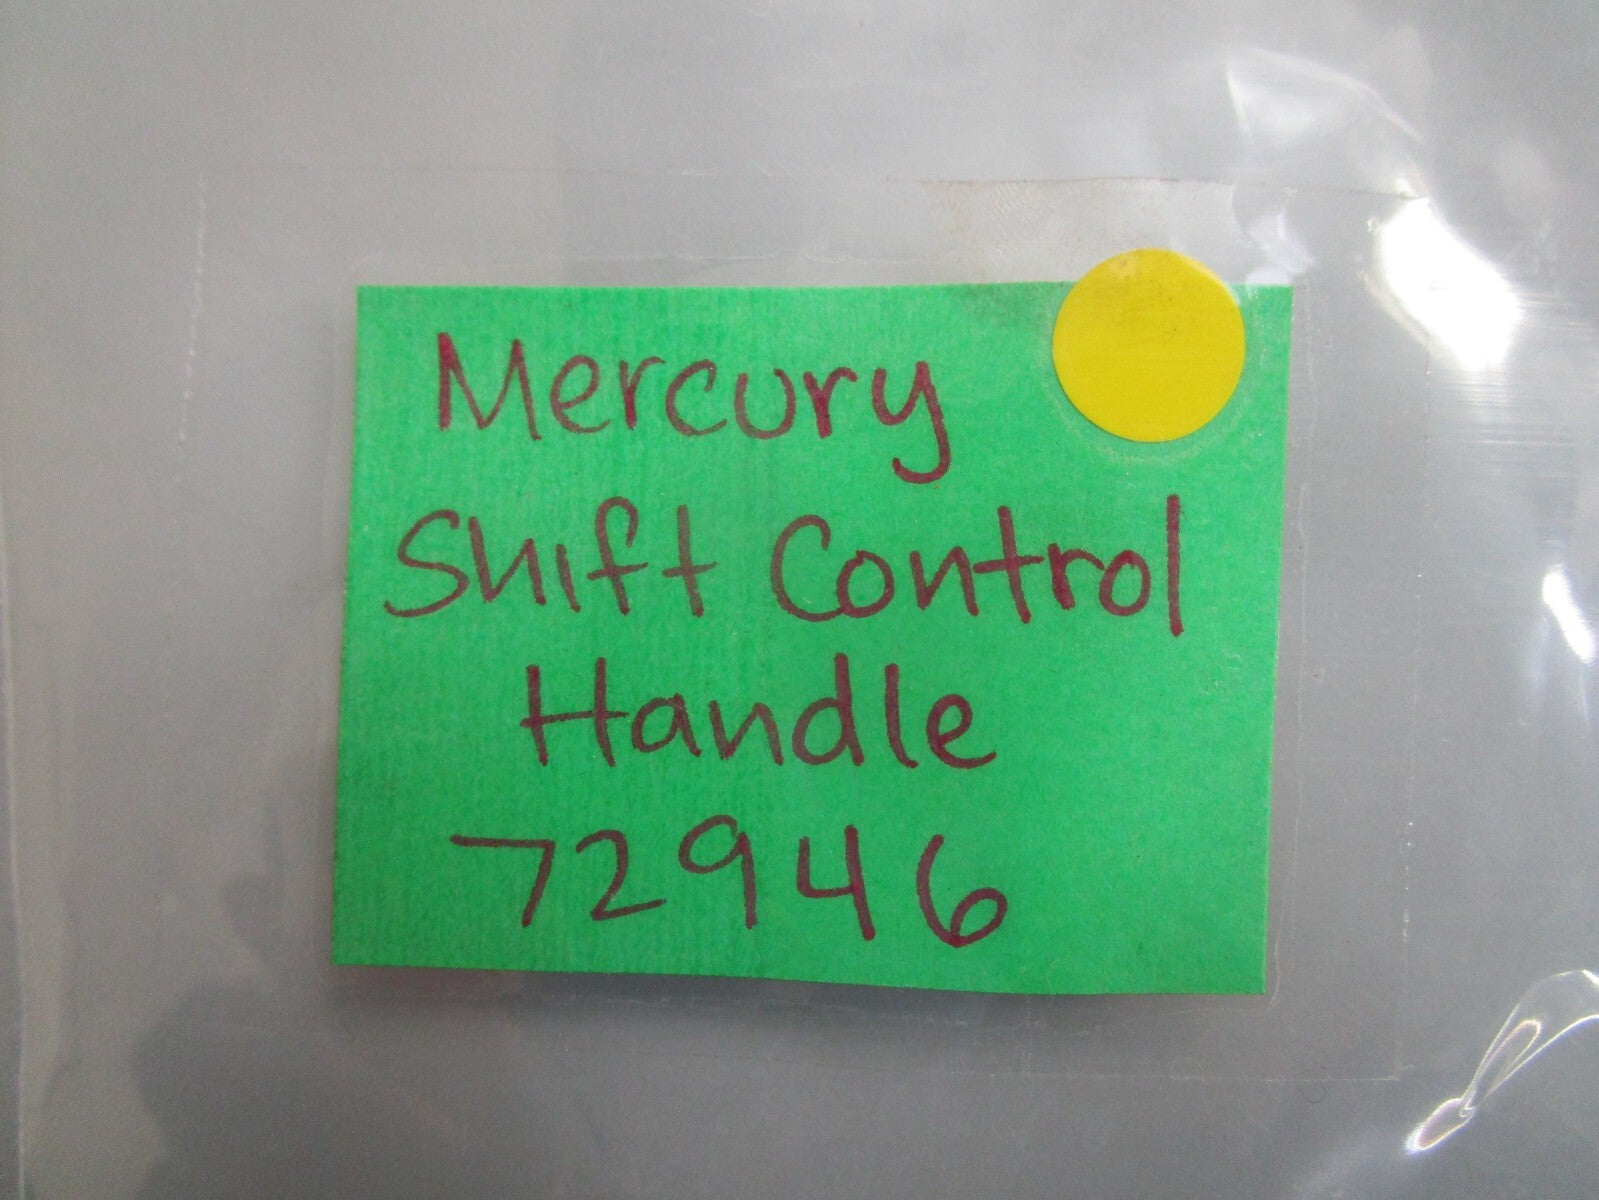 Mercury
Shift Control
Handle
72946